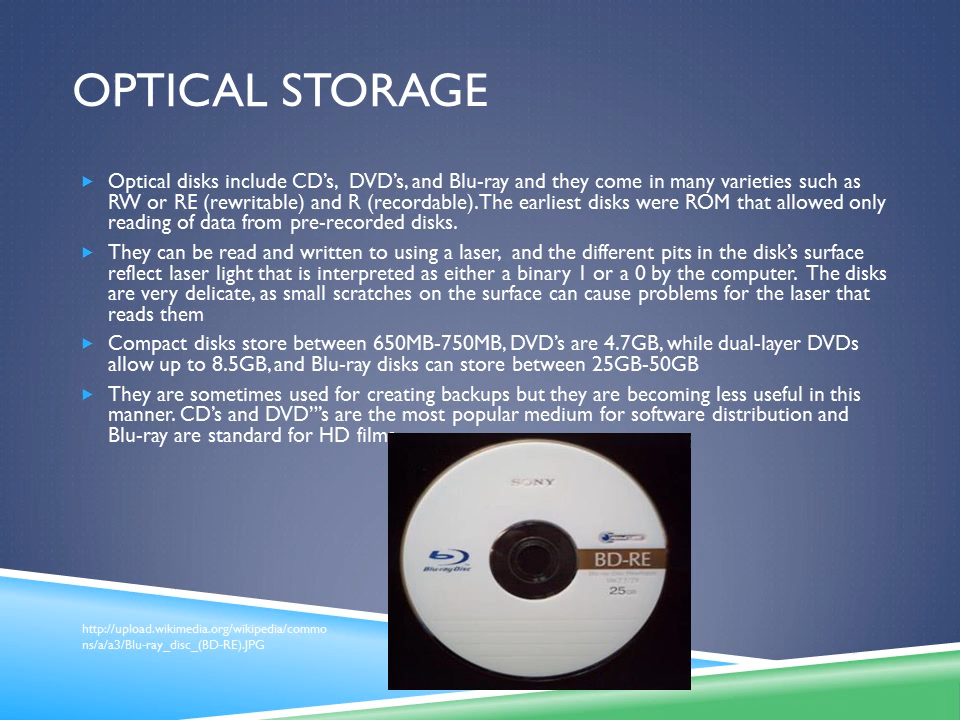 OPTICAL STORAGE
Optical disks include CD's, DVD's, and Blu-ray and they come in many varieties such as
RW or RE (rewritable) and R (recordable). The earliest disks were ROM that allowed only
reading of data from pre-recorded disks.
They can be read and written to using a laser, and the different pits in the disk's surface
reflect laser light that is interpreted as either a binary 1 or a 0 by the computer. The disks
are very delicate, as small scratches on the surface can cause problems for the laser that
reads them
Compact disks store between 650MB-750MB, DVD's are 4.7GB, while dual-layer DVDs
allow up to 8.5GB, and Blu-ray disks can store between 25GB-50GB
They are sometimes used for creating backups but they are becoming less useful in this
manner. CD's and DVD"'s are the most popular medium for software distribution and
Blu-ray are standard for HD films
SONY
BD-RE
Blu-ray Disc
25GB
http://upload.wikimedia.org/wikipedia/commo
ns/a/a3/Blu-ray_disc_(BD-RE).JPG